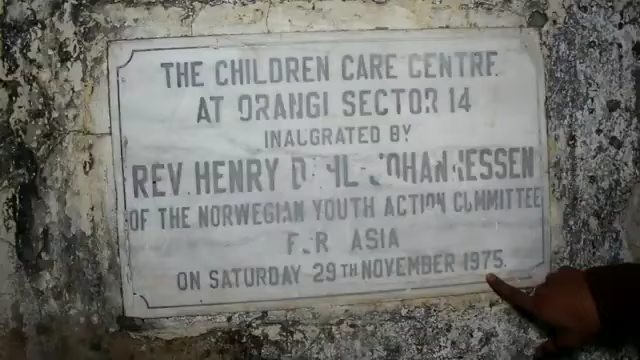 THE CHILDREN CARE CENTRE
AT ORANGI SECTOR 14
INAUGRATED BY
REV. HENRY
OF THE NORWEGIAN YOUTH ACTION COMMITTEE
FOR ASIA
ON SATURDAY 29TH NOVEMBER 1975.